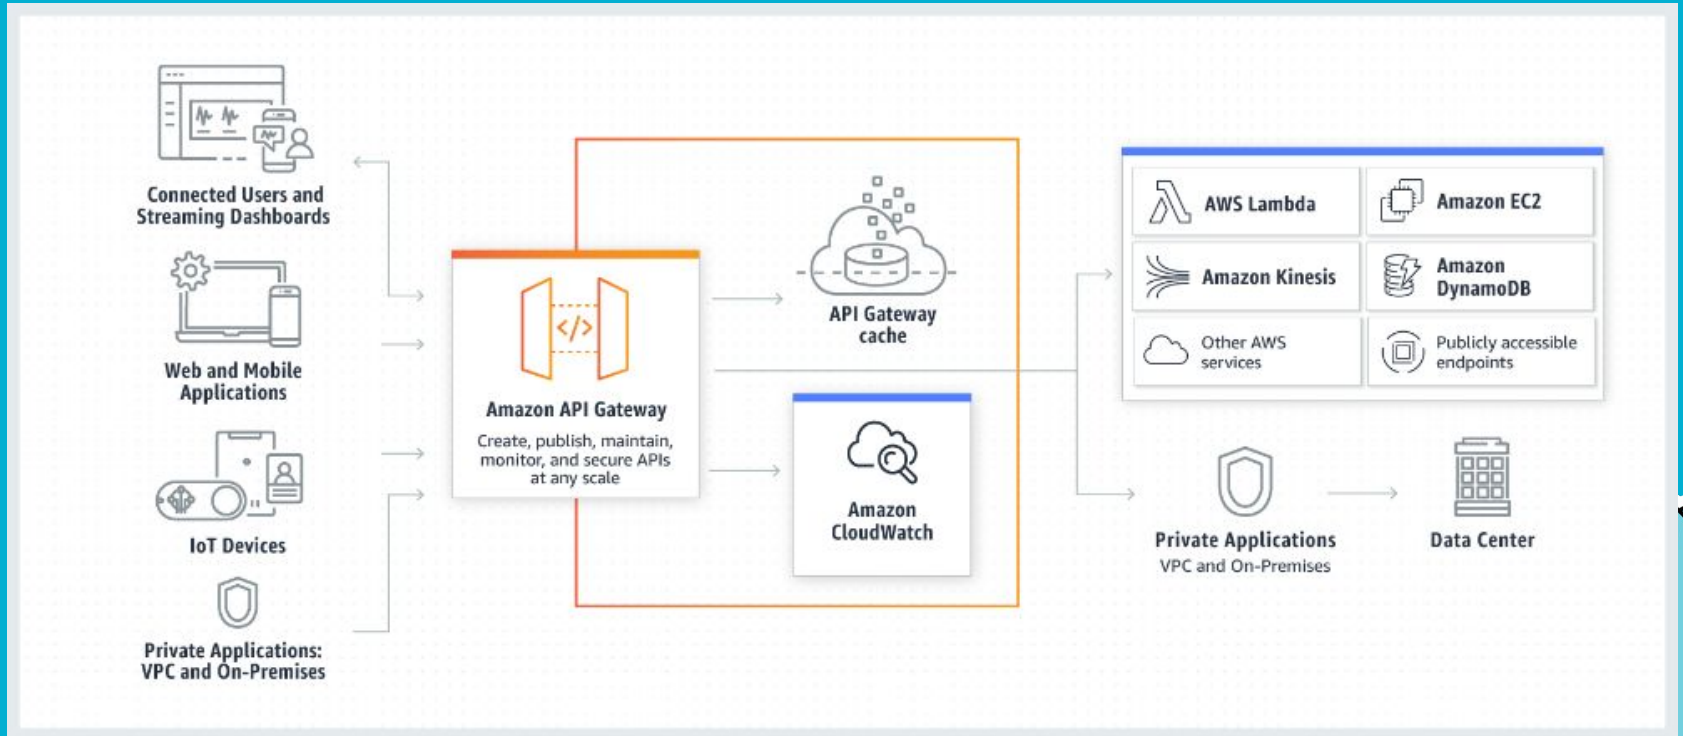 Connected Users and
Streaming Dashboards
Web and Mobile
Applications
IoT Devices
Private Applications:
VPC and On-Premises
</>
Amazon API Gateway
Create, publish, maintain,
monitor, and secure APIs
at any scale
API Gateway
cache
Amazon
CloudWatch
AWS Lambda
Amazon EC2
Amazon Kinesis
Amazon
DynamoDB
Other AWS
services
Publicly accessible
endpoints
Private Applications
VPC and On-Premises
Data Center